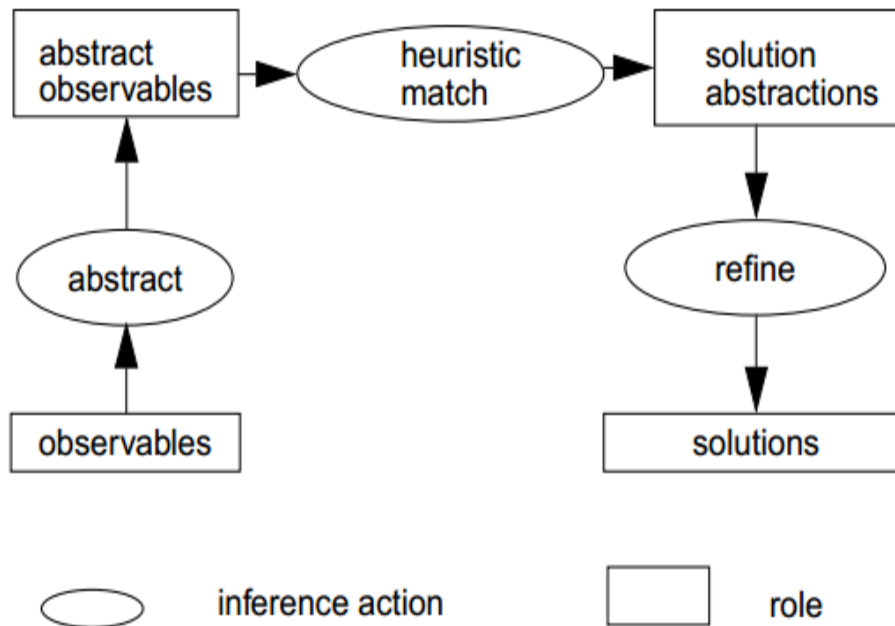 abstract
observables
heuristic
match
solution
abstractions
abstract
refine
observables
solutions
inference action
role